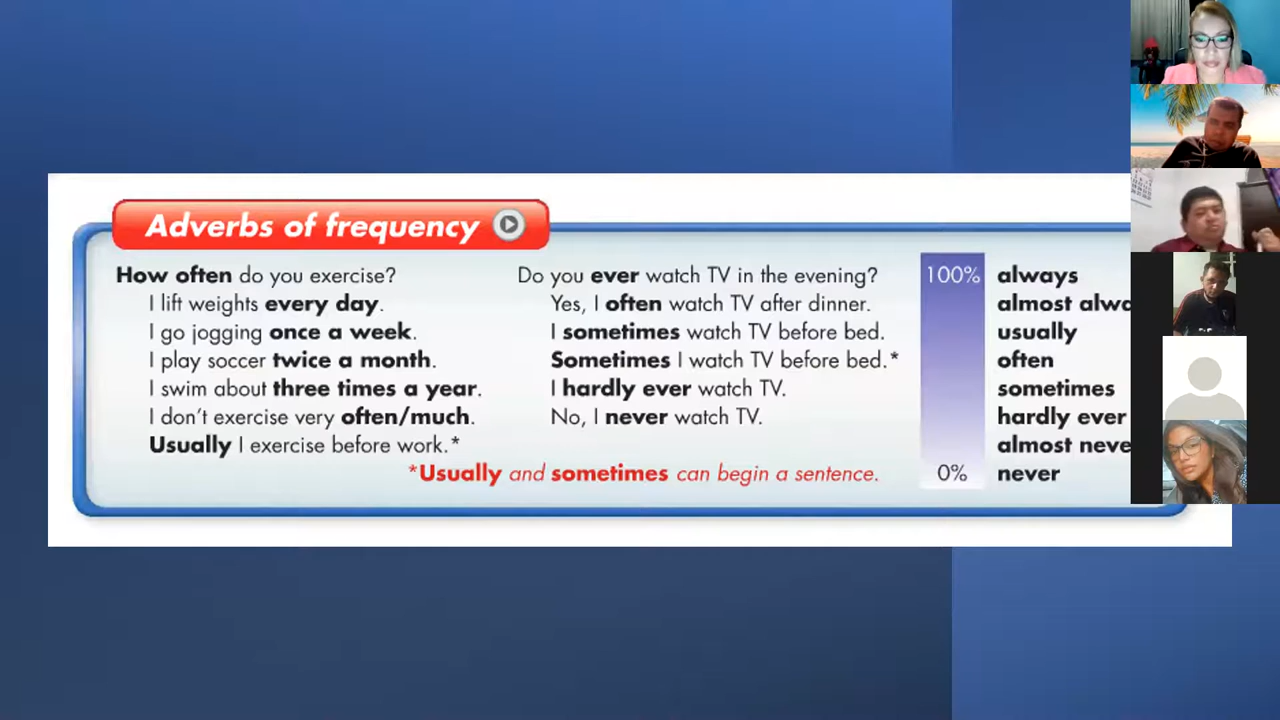 Adverbs of frequency
How often do you exercise?
I lift weights every day.
I go jogging once a week.
I play soccer twice a month.
I swim about three times a year.
I don't exercise very often/much.
Usually I exercise before work.*
Do you ever watch TV in the evening?
Yes, I often watch TV after dinner.
I sometimes watch TV before bed.
Sometimes I watch TV before bed.*
I hardly ever watch TV.
No, I never watch TV.
*Usually and sometimes can begin a sentence.
100% always
almost alwa
usually
often
sometimes
hardly ever
almost neve
0% never